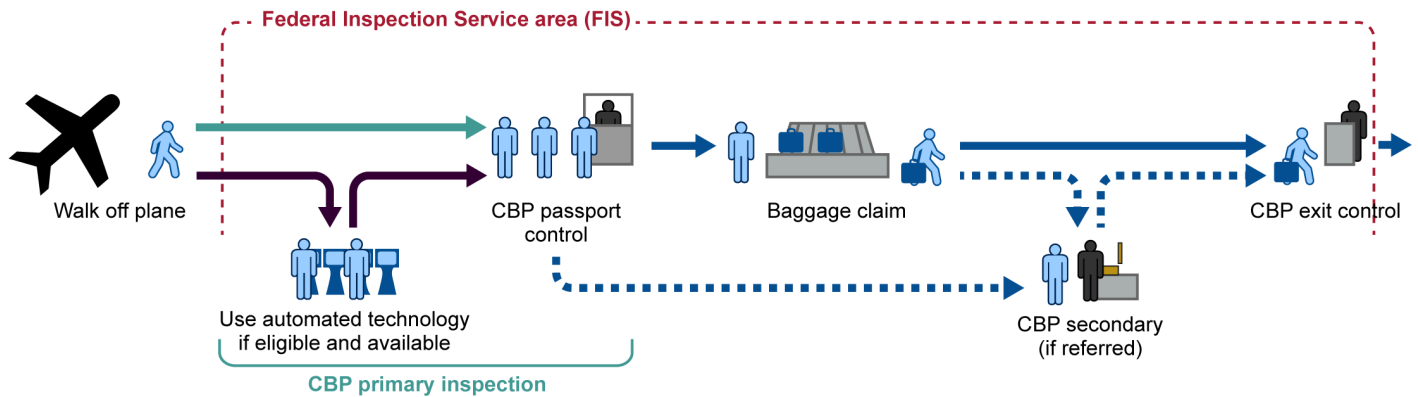 Federal Inspection Service area (FIS)
Walk off plane
CBP passport
control
Baggage claim
CBP exit control
Use automated technology
if eligible and available
CBP secondary
(if referred)
CBP primary inspection